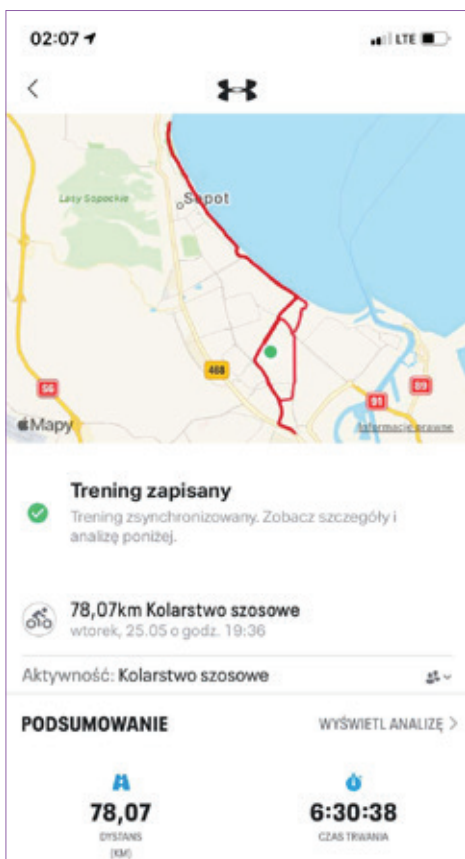 02:07
LTE
Lasy Sopockie
Sopot
468
S6
89
91
Mapy
Informacje prawne
Trening zapisany
Trening zsynchronizowany. Zobacz szczegóły i
analizę poniżej.
78,07km Kolarstwo szosowe
wtorek, 25.05 o godz. 19:36
Aktywność: Kolarstwo szosowe
PODSUMOWANIE WYŚWIETL ANALIZĘ
78,07 6:30:38
DYSTANS CZAS TRWANIA
(KM)